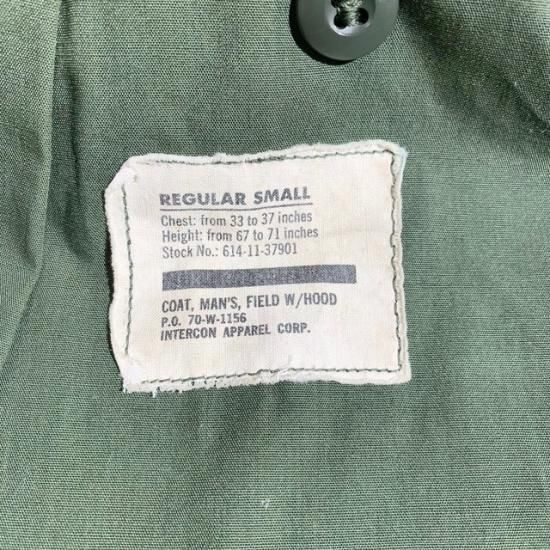 REGULAR SMALL
Chest: from 33 to 37 inches
Height: from 67 to 71 inches
Stock No.: 614-11-37901
COAT, MAN'S, FIELD W/HOOD
P.O. 70-W-1156
INTERCON APPAREL CORP.